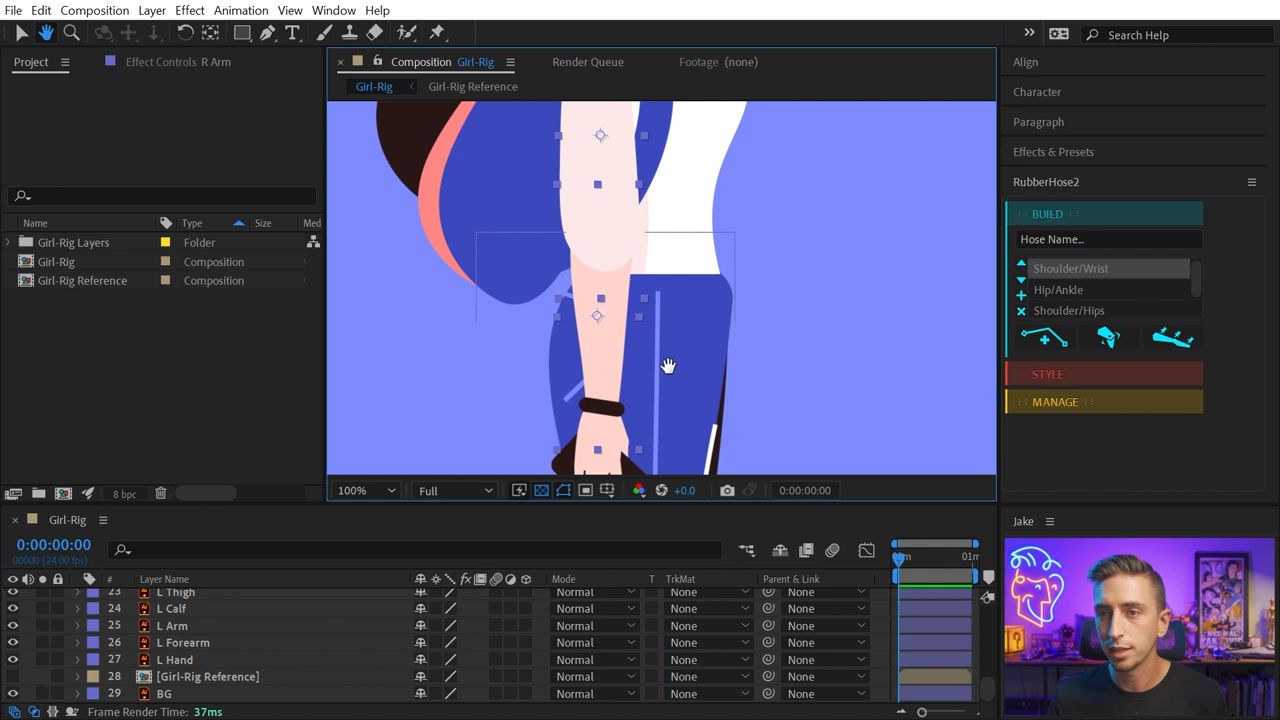 File Edit Composition Layer Effect Animation View Window Help
Search Help
Project Effect Controls R Arm
Composition Girl-Rig Render Queue Footage (none)
Girl-Rig Girl-Rig Reference
Align
Character
Paragraph
Effects & Presets
RubberHose2
BUILD
Hose Name...
Shoulder/Wrist
Hip/Ankle
Shoulder/Hips
STYLE
MANAGE
Name Type Size Med
Girl-Rig Layers Folder
Girl-Rig Composition
Girl-Rig Reference Composition
8 bpc
100% Full +0.0 0:00:00:00
Girl-Rig
0:00:00:00
00000 (24.00 fps)
01m
# Layer Name Mode T TrkMat Parent & Link
23 L Thigh Normal None None
24 L Calf Normal None None
25 L Arm Normal None None
26 L Forearm Normal None None
27 L Hand Normal None None
28 [Girl-Rig Reference] Normal None None
29 BG Normal None None
Frame Render Time: 37ms
Jake